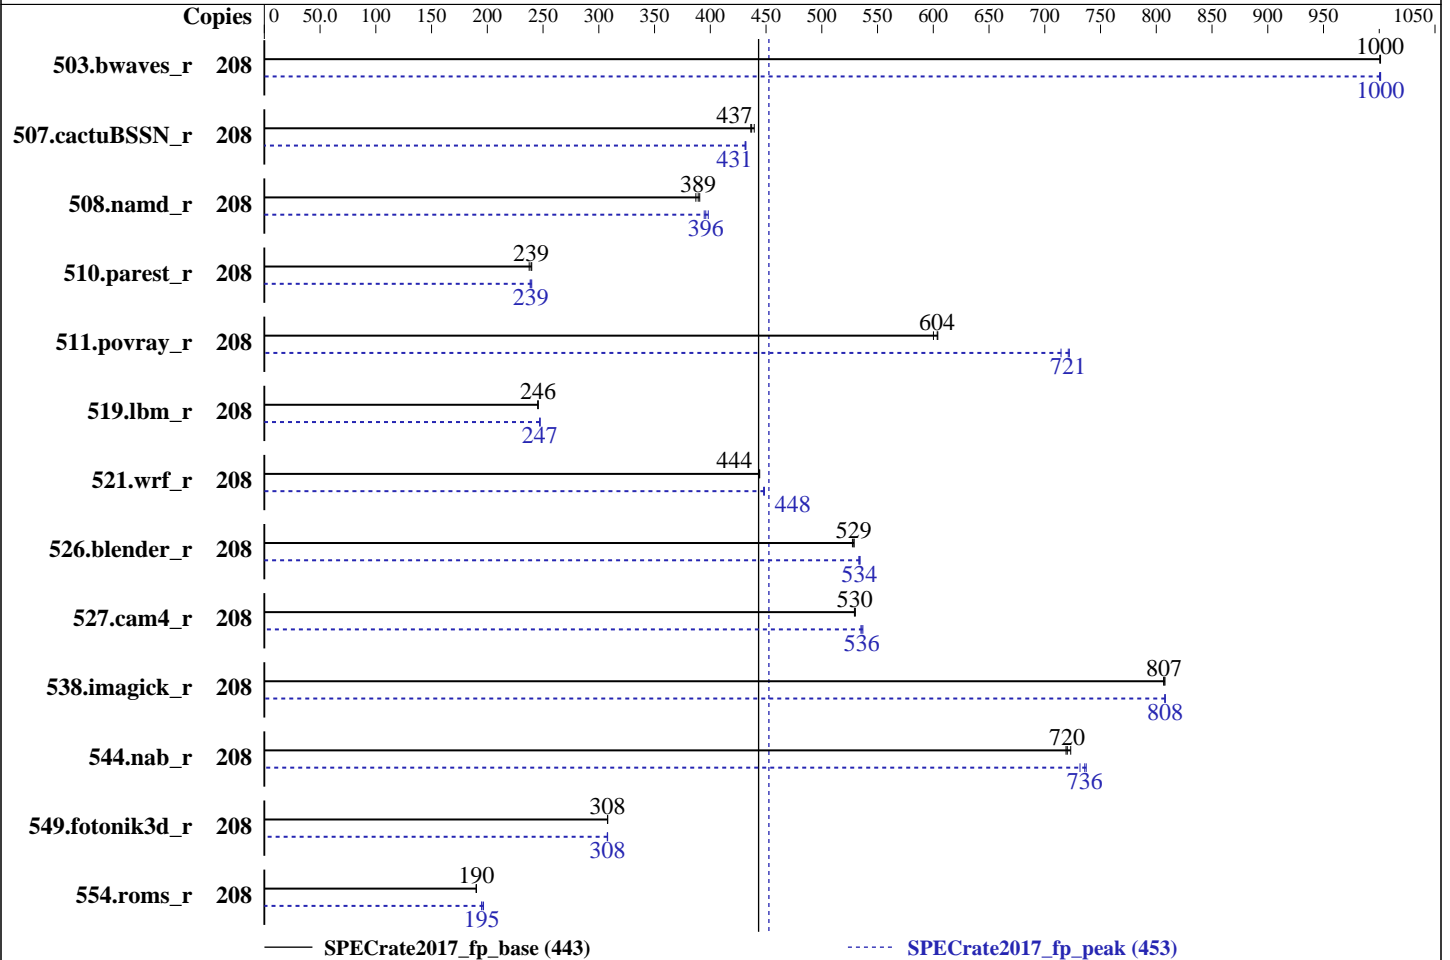 Copies 0 50.0 100 150 200 250 300 350 400 450 500 550 600 650 700 750 800 850 900 950 1050
503.bwaves_r 208 1000
1000
507.cactuBSSN_r 208 437
431
508.namd_r 208 389
396
510.parest_r 208 239
239
511.povray_r 208 604
721
519.lbm_r 208 246
247
521.wrf_r 208 444
448
526.blender_r 208 529
534
527.cam4_r 208 530
536
538.imagick_r 208 807
808
544.nab_r 208 720
736
549.fotonik3d_r 208 308
308
554.roms_r 208 190
195
SPECrate2017_fp_base (443) SPECrate2017_fp_peak (453)